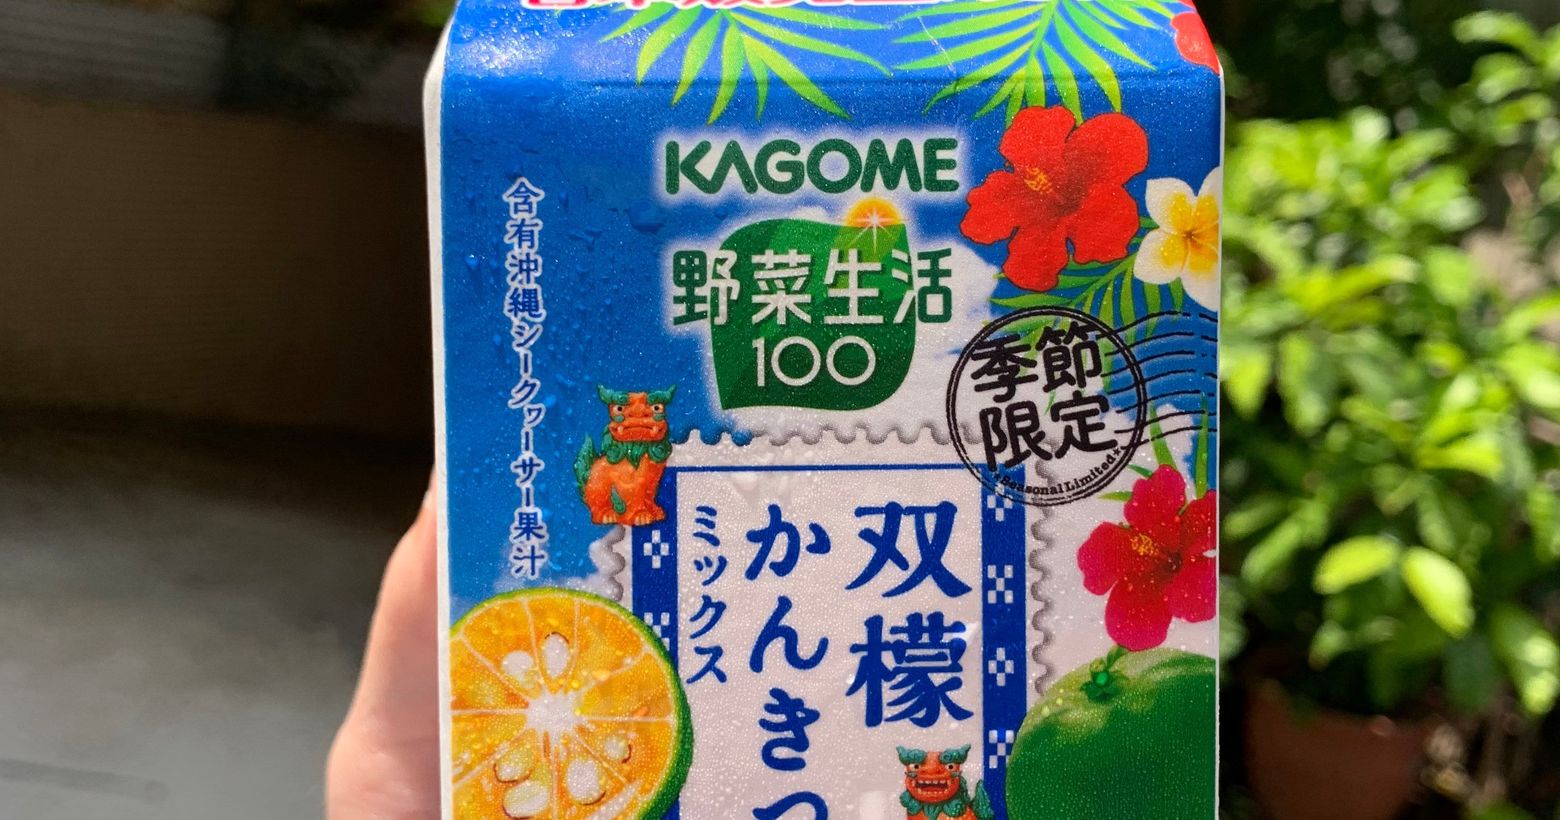 KAGOME
野菜生活
100
季節
限定
Seasonal Limited
含有沖縄シークヮーサー果汁
双檬
かんきつ
ミックス